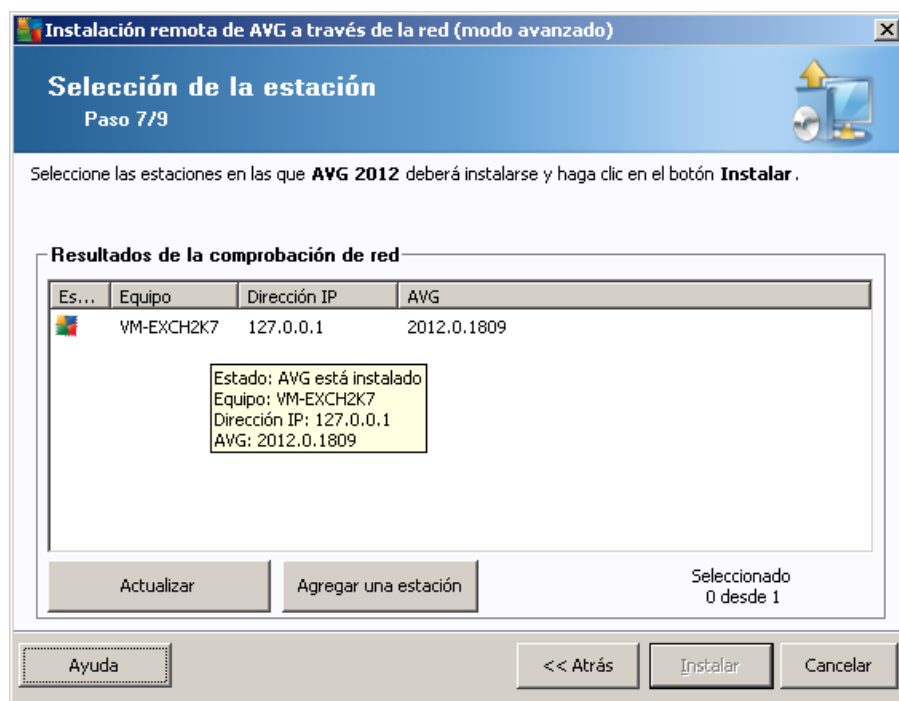 Instalación remota de AVG a través de la red (modo avanzado)
Selección de la estación
Paso 7/9
Seleccione las estaciones en las que AVG 2012 deberá instalarse y haga clic en el botón Instalar.
Resultados de la comprobación de red
Es... Equipo Dirección IP AVG
VM-EXCH2K7 127.0.0.1 2012.0.1809
Estado: AVG está instalado
Equipo: VM-EXCH2K7
Dirección IP: 127.0.0.1
AVG: 2012.0.1809
Actualizar Agregar una estación Seleccionado
0 desde 1
Ayuda << Atrás Instalar Cancelar